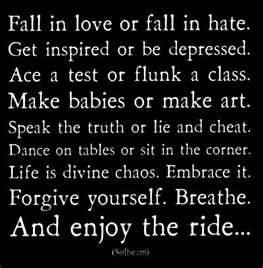 Fall in love or fall in hate.
Get inspired or be depressed.
Ace a test or flunk a class.
Make babies or make art.
Speak the truth or lie and cheat.
Dance on tables or sit in the corner.
Life is divine chaos. Embrace it.
Forgive yourself. Breathe.
And enjoy the ride...
(Solbeam)